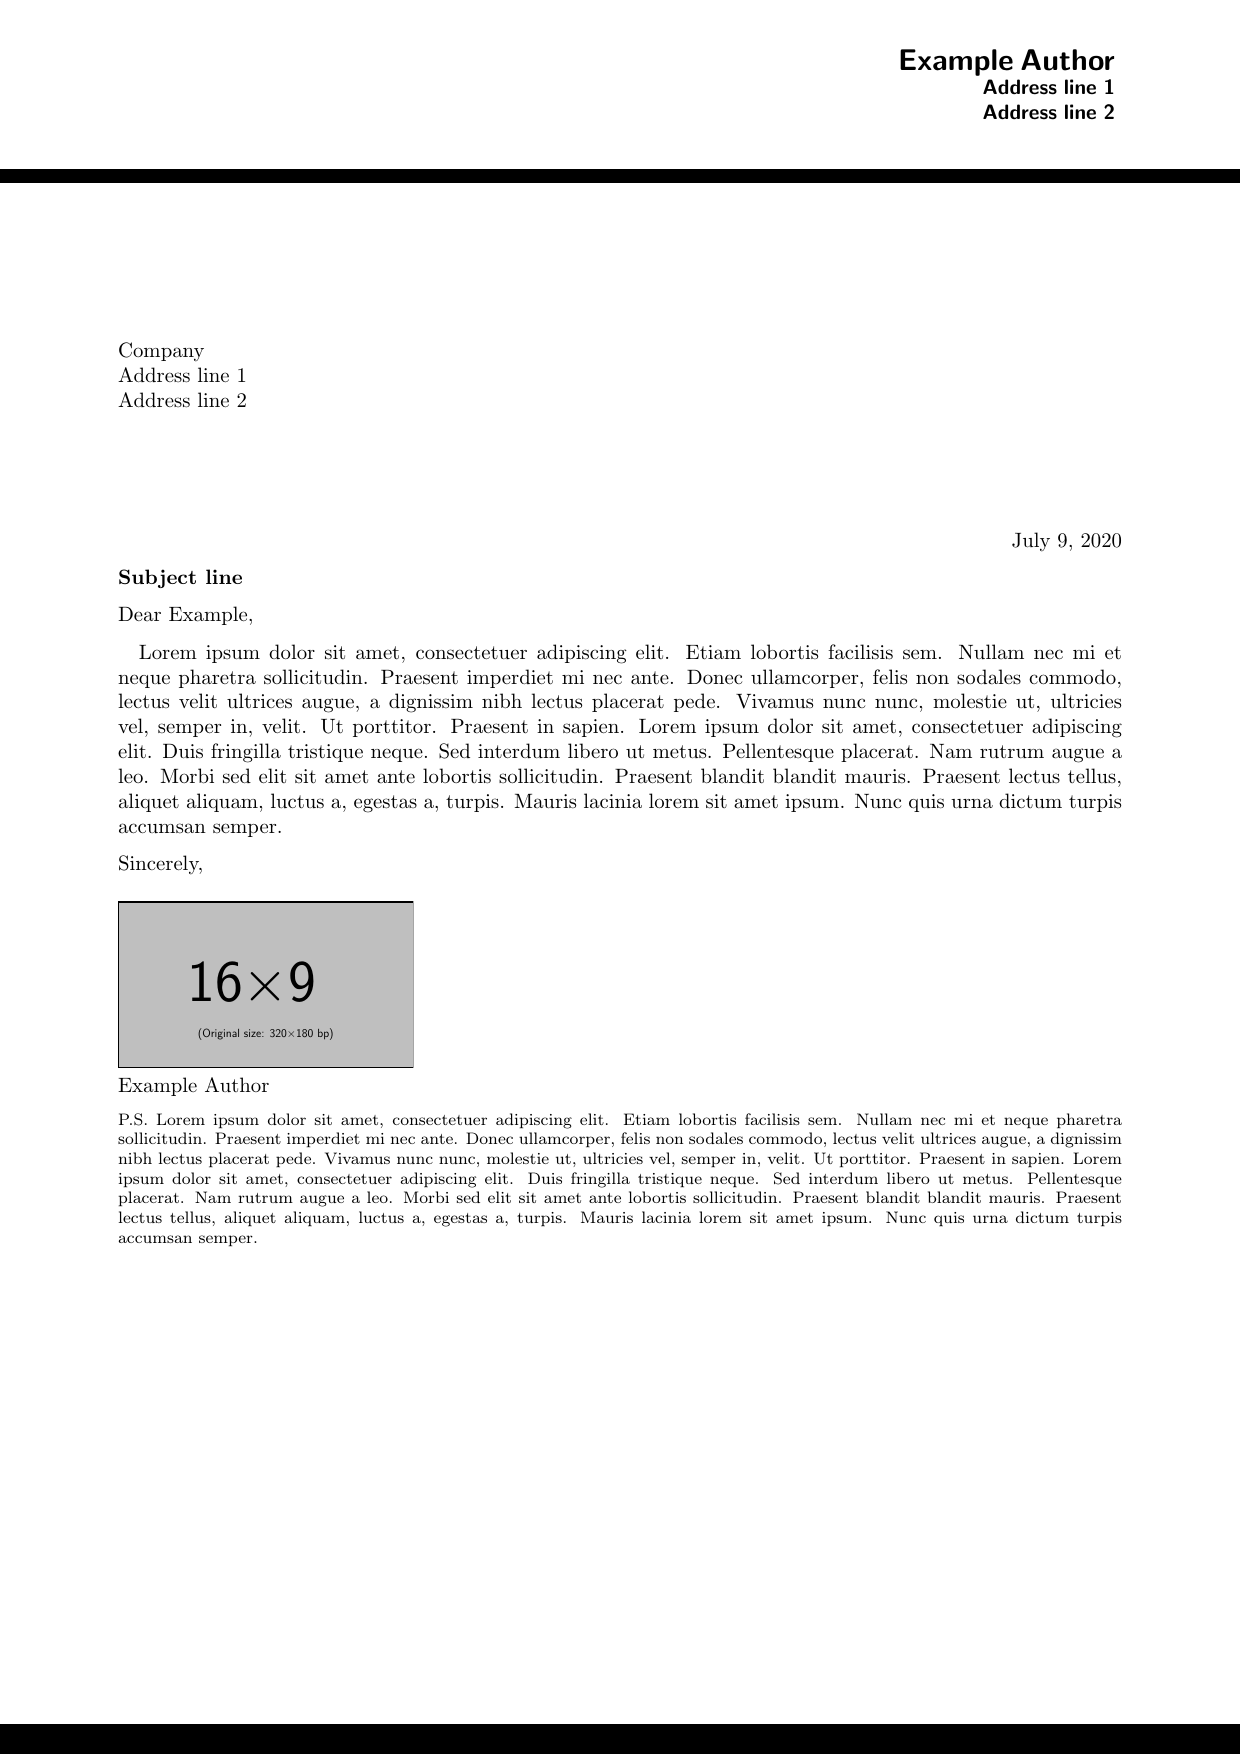 Example Author
Address line 1
Address line 2
Company
Address line 1
Address line 2
July 9, 2020
Subject line
Dear Example,
Lorem ipsum dolor sit amet, consectetuer adipiscing elit. Etiam lobortis facilisis sem. Nullam nec mi et
neque pharetra sollicitudin. Praesent imperdiet mi nec ante. Donec ullamcorper, felis non sodales commodo,
lectus velit ultrices augue, a dignissim nibh lectus placerat pede. Vivamus nunc nunc, molestie ut, ultricies
vel, semper in, velit. Ut porttitor. Praesent in sapien. Lorem ipsum dolor sit amet, consectetuer adipiscing
elit. Duis fringilla tristique neque. Sed interdum libero ut metus. Pellentesque placerat. Nam rutrum augue a
leo. Morbi sed elit sit amet ante lobortis sollicitudin. Praesent blandit blandit mauris. Praesent lectus tellus,
aliquet aliquam, luctus a, egestas a, turpis. Mauris lacinia lorem sit amet ipsum. Nunc quis urna dictum turpis
accumsan semper.
Sincerely,
16×9
(Original size: 320×180 bp)
Example Author
P.S. Lorem ipsum dolor sit amet, consectetuer adipiscing elit. Etiam lobortis facilisis sem. Nullam nec mi et neque pharetra
sollicitudin. Praesent imperdiet mi nec ante. Donec ullamcorper, felis non sodales commodo, lectus velit ultrices augue, a dignissim
nibh lectus placerat pede. Vivamus nunc nunc, molestie ut, ultricies vel, semper in, velit. Ut porttitor. Praesent in sapien. Lorem
ipsum dolor sit amet, consectetuer adipiscing elit. Duis fringilla tristique neque. Sed interdum libero ut metus. Pellentesque
placerat. Nam rutrum augue a leo. Morbi sed elit sit amet ante lobortis sollicitudin. Praesent blandit blandit mauris. Praesent
lectus tellus, aliquet aliquam, luctus a, egestas a, turpis. Mauris lacinia lorem sit amet ipsum. Nunc quis urna dictum turpis
accumsan semper.